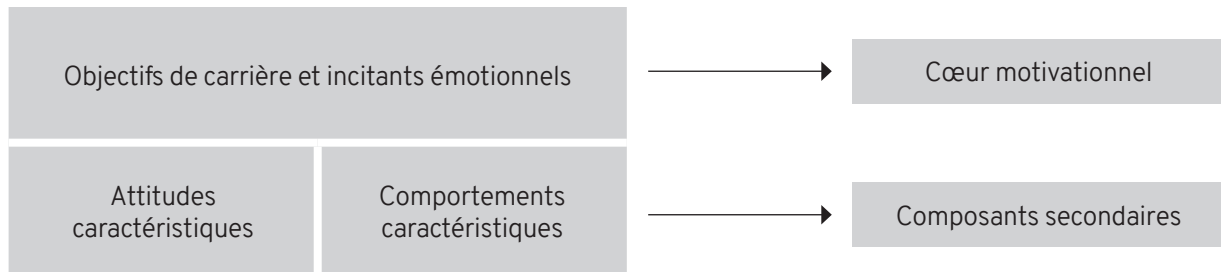 Objectifs de carrière et incitants émotionnels
Cœur motivationnel
Attitudes
caractéristiques
Comportements
caractéristiques
Composants secondaires